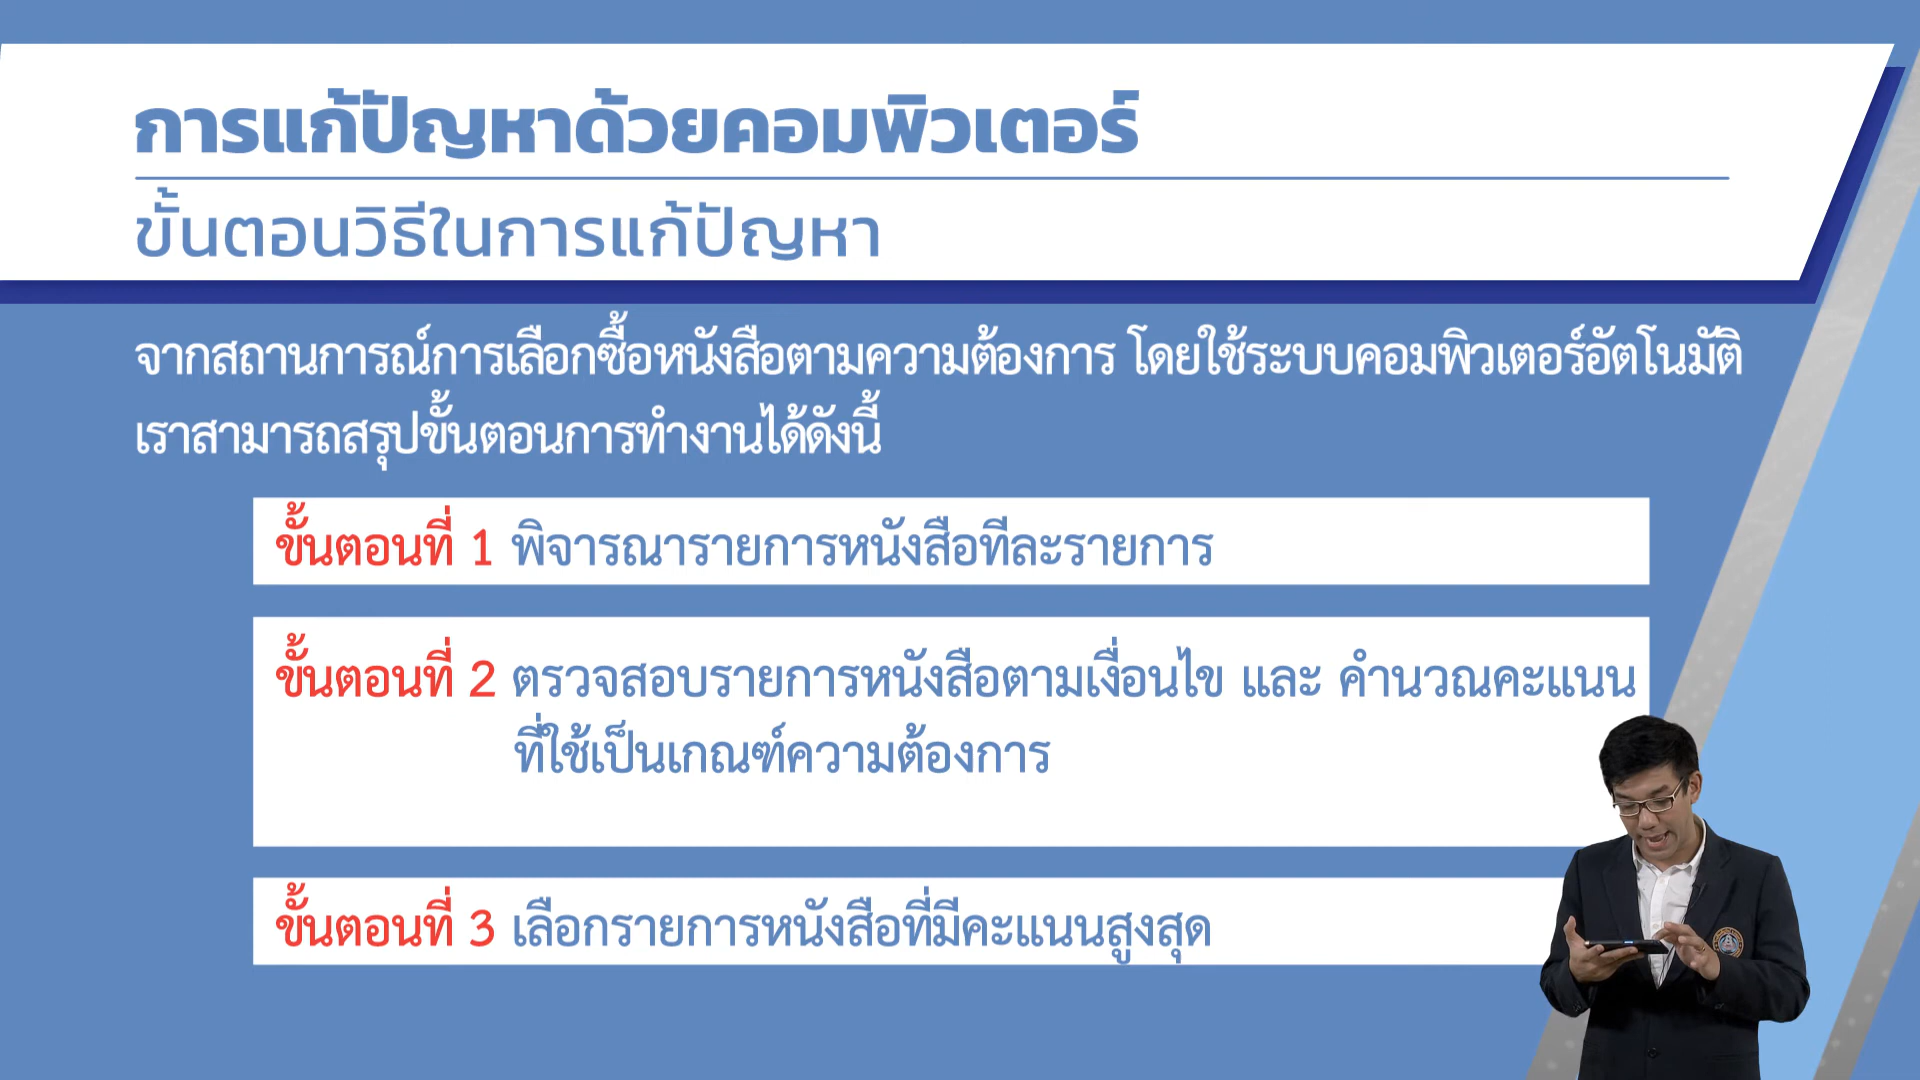 การแก้ปัญหาด้วยคอมพิวเตอร์
ขั้นตอนวิธีในการแก้ปัญหา
จากสถานการณ์การเลือกซื้อหนังสือตามความต้องการ โดยใช้ระบบคอมพิวเตอร์อัตโนมัติ
เราสามารถสรุปขั้นตอนการทำงานได้ดังนี้
ขั้นตอนที่ 1 พิจารณารายการหนังสือทีละรายการ
ขั้นตอนที่ 2 ตรวจสอบรายการหนังสือตามเงื่อนไข และ คำนวณคะแนน
ที่ใช้เป็นเกณฑ์ความต้องการ
ขั้นตอนที่ 3 เลือกรายการหนังสือที่มีคะแนนสูงสุด